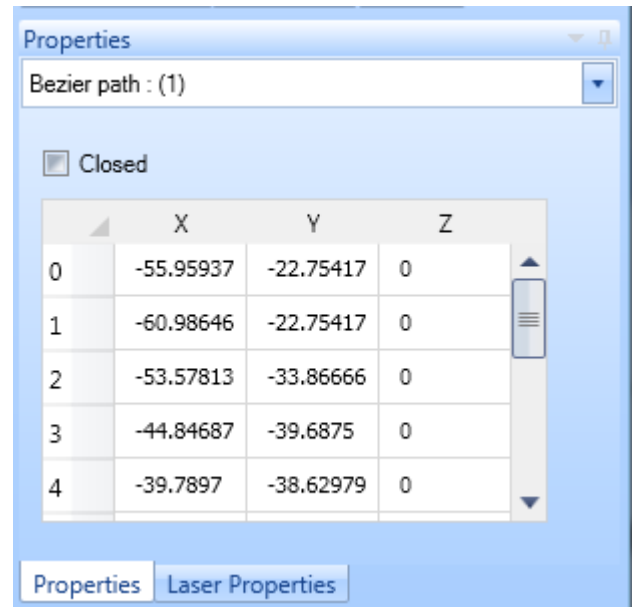 Properties
Bezier path : (1)
Closed
X Y Z
0 -55.95937 -22.75417 0
1 -60.98646 -22.75417 0
2 -53.57813 -33.86666 0
3 -44.84687 -39.6875 0
4 -39.7897 -38.62979 0
Properties Laser Properties